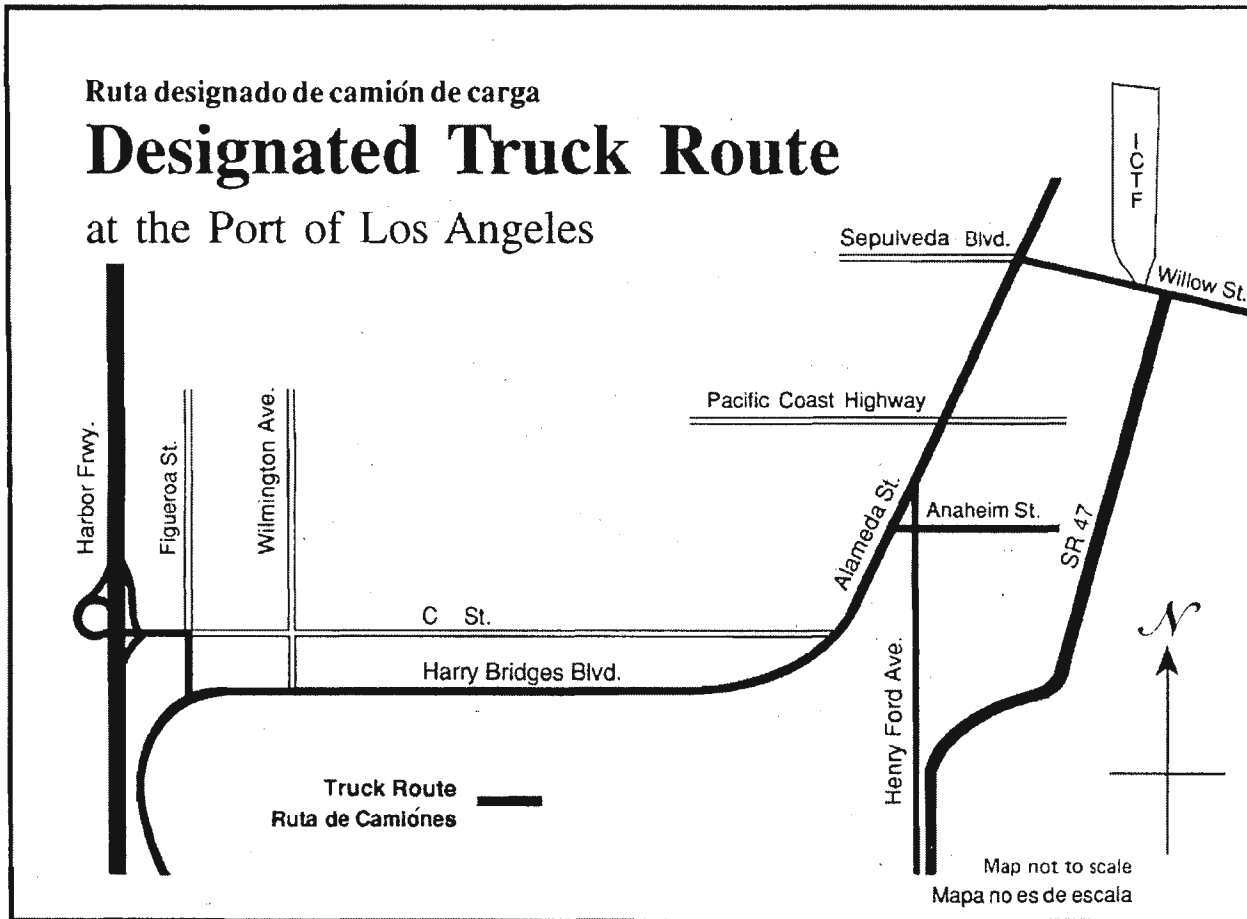 Ruta designado de camión de carga
Designated Truck Route
at the Port of Los Angeles
ICTF
Sepulveda Blvd.
Willow St.
Pacific Coast Highway
Harbor Frwy.
Figueroa St.
Wilmington Ave.
Alameda St.
Anaheim St.
SR 47
C St.
Harry Bridges Blvd.
Henry Ford Ave.
N
Truck Route
Ruta de Camiónes
Map not to scale
Mapa no es de escala